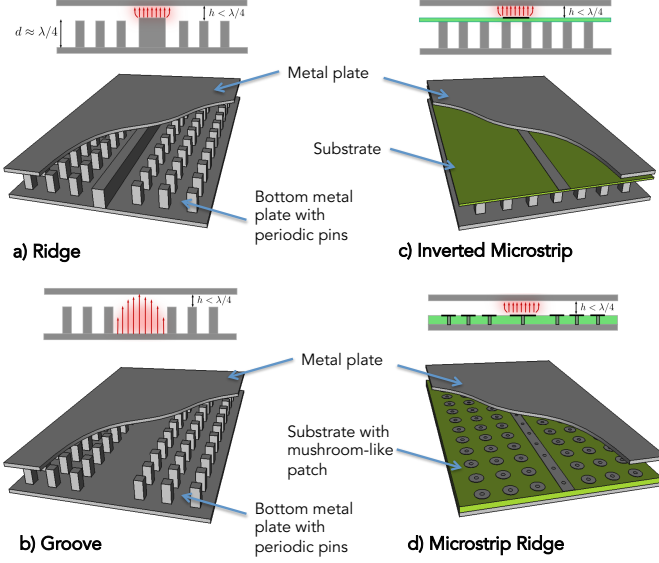 h < λ/4
d ≈ λ/4
Metal plate
Bottom metal
plate with
periodic pins
a) Ridge
h < λ/4
Substrate
c) Inverted Microstrip
h < λ/4
Metal plate
Bottom metal
plate with
periodic pins
b) Groove
h < λ/4
Substrate with
mushroom-like
patch
d) Microstrip Ridge